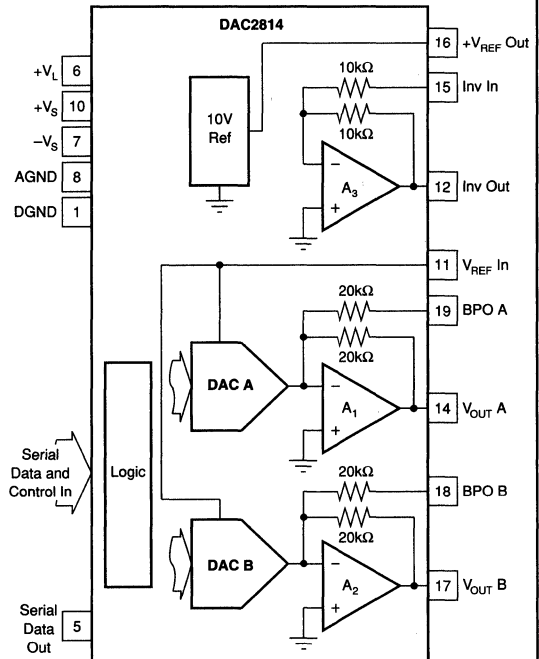 DAC2814
16 +VREF Out
+VL 6
10kΩ
15 Inv In
+VS 10
10V
Ref
10kΩ
–VS 7
AGND 8
–
A3
+
12 Inv Out
DGND 1
11 VREF In
20kΩ
19 BPO A
20kΩ
DAC A
–
A1
+
14 VOUT A
Serial
Data and
Control In
Logic
20kΩ
18 BPO B
20kΩ
DAC B
–
A2
+
17 VOUT B
Serial
Data
Out
5